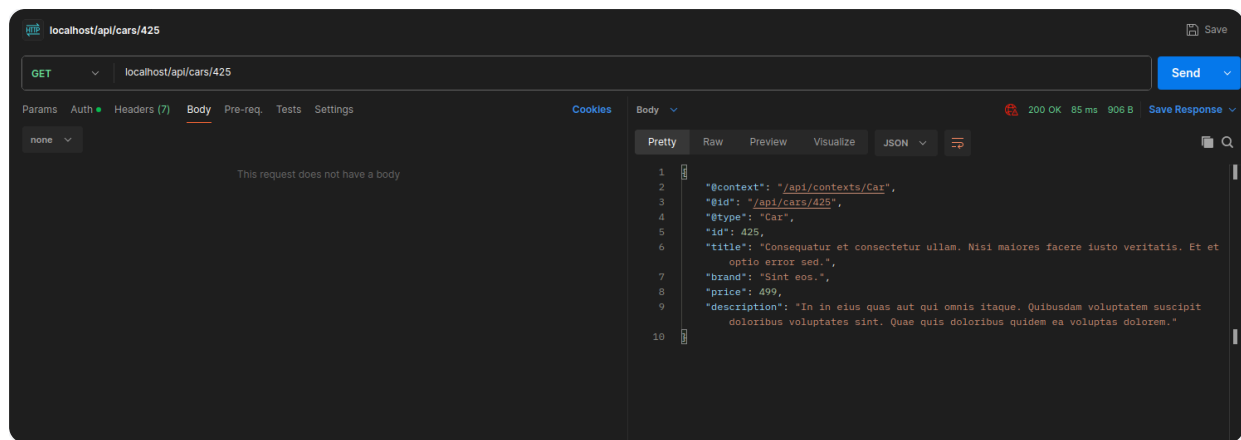 HTTP localhost/api/cars/425 Save
GET localhost/api/cars/425 Send
Params Auth Headers (7) Body Pre-req. Tests Settings Cookies
none
This request does not have a body
Body 200 OK 85 ms 906 B Save Response
Pretty Raw Preview Visualize JSON
1 {
2 "@context": "/api/contexts/Car",
3 "@id": "/api/cars/425",
4 "@type": "Car",
5 "id": 425,
6 "title": "Consequatur et consectetur ullam. Nisi maiores facere iusto veritatis. Et et
optio error sed.",
7 "brand": "Sint eos.",
8 "price": 499,
9 "description": "In in eius quas aut qui omnis itaque. Quibusdam voluptatem suscipit
doloribus voluptates sint. Quae quis doloribus quidem ea voluptas dolorem."
10 }